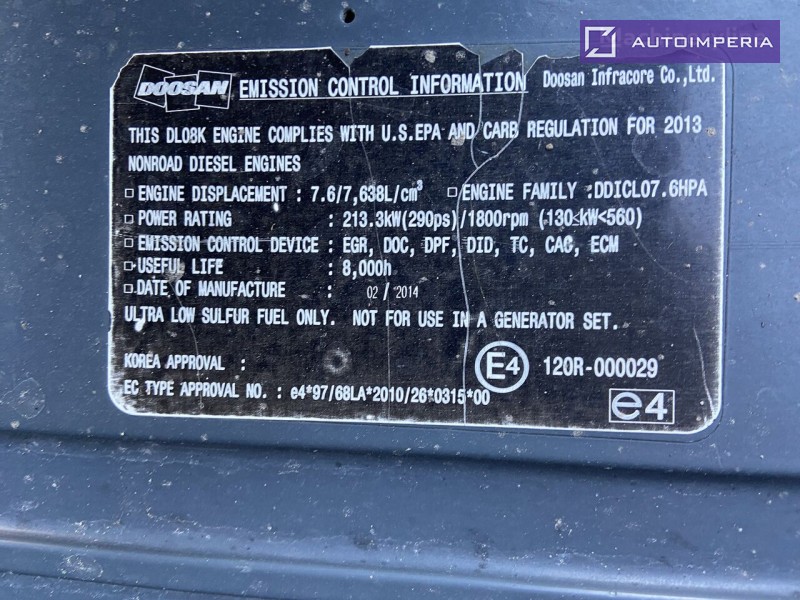 AUTOIMPERIA
DOOSAN EMISSION CONTROL INFORMATION Doosan Infracore Co.,Ltd.
THIS DL08K ENGINE COMPLIES WITH U.S.EPA AND CARB REGULATION FOR 2013
NONROAD DIESEL ENGINES
ENGINE DISPLACEMENT : 7.6/7,638L/cm³ ENGINE FAMILY :DDICL07.6HPA
POWER RATING : 213.3kW(290ps)/1800rpm (130≤kW<560)
EMISSION CONTROL DEVICE : EGR, DOC, DPF, DID, TC, CAC, ECM
USEFUL LIFE : 8,000h
DATE OF MANUFACTURE : 02/ 2014
ULTRA LOW SULFUR FUEL ONLY. NOT FOR USE IN A GENERATOR SET.
KOREA APPROVAL :
E4 120R-000029
EC TYPE APPROVAL NO. : e4*97/68LA*2010/26*0315*00
e4